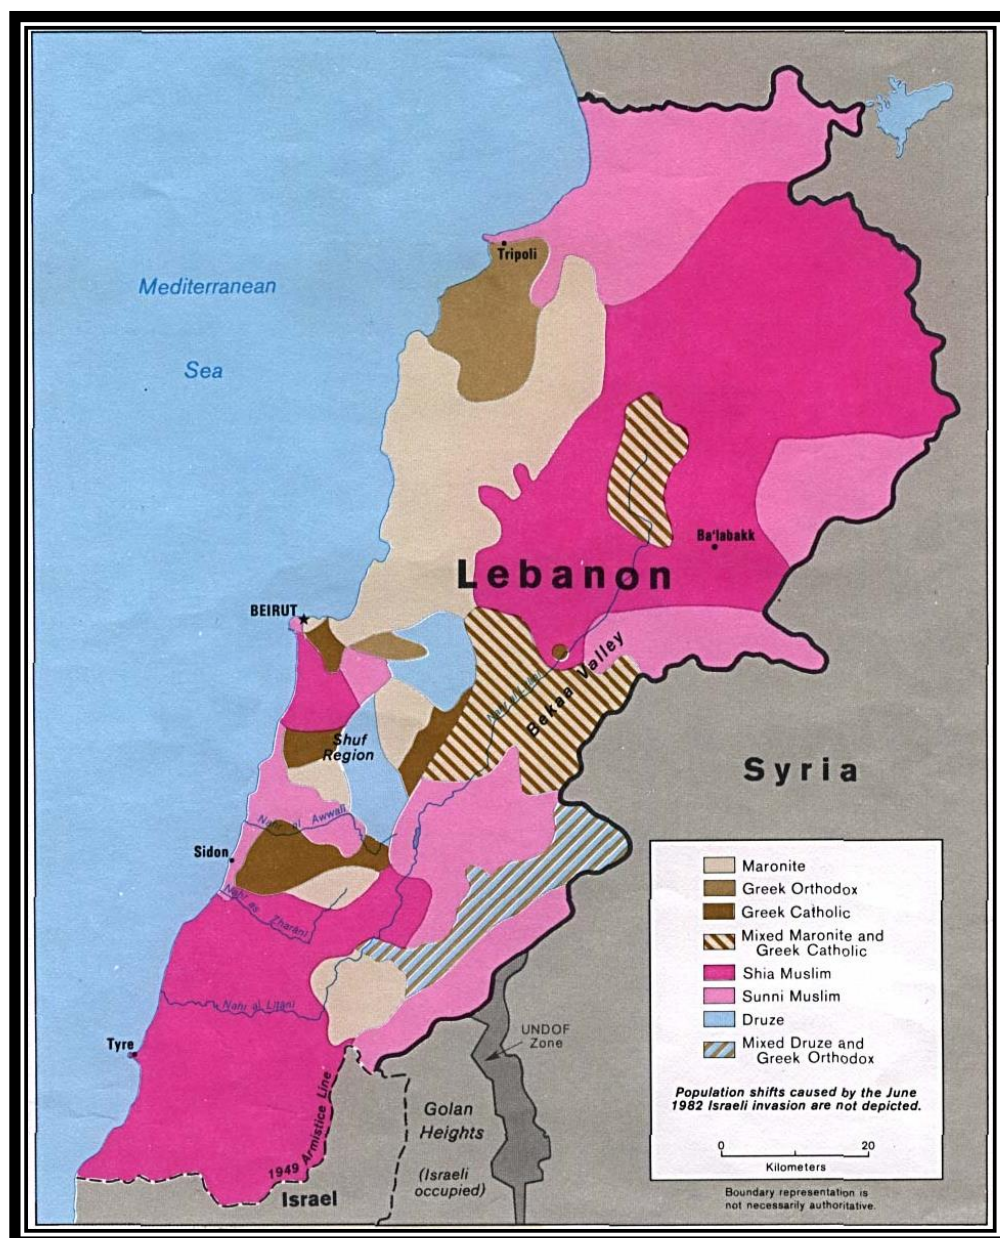 Mediterranean
Sea
Tripoli
Ba'labakk
Lebanon
BEIRUT
Bekaa Valley
Shuf
Region
Syria
Nahr al Awwali
Sidon
Nahr az Zharani
Nahr al Litani
Tyre
UNDOF
Zone
1949 Armistice Line
Golan
Heights
(Israeli
occupied)
Israel
Maronite
Greek Orthodox
Greek Catholic
Mixed Maronite and
Greek Catholic
Shia Muslim
Sunni Muslim
Druze
Mixed Druze and
Greek Orthodox
Population shifts caused by the June
1982 Israeli invasion are not depicted.
0 20
Kilometers
Boundary representation is
not necessarily authoritative.